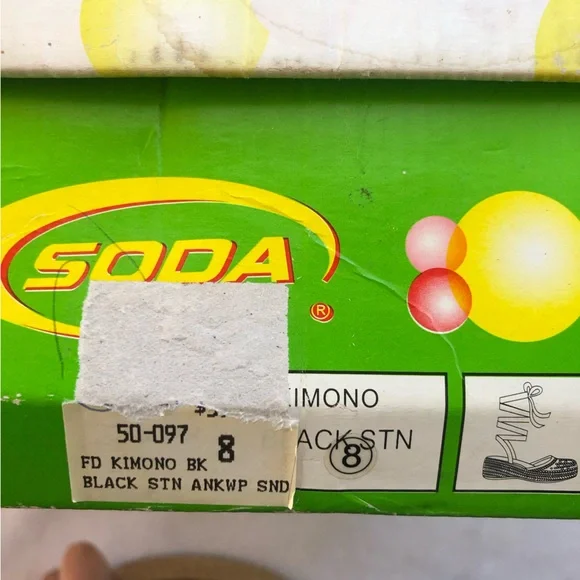 SODA
®
KIMONO
50-097 8
ACK STN
8
FD KIMONO BK
BLACK STN ANKWP SND